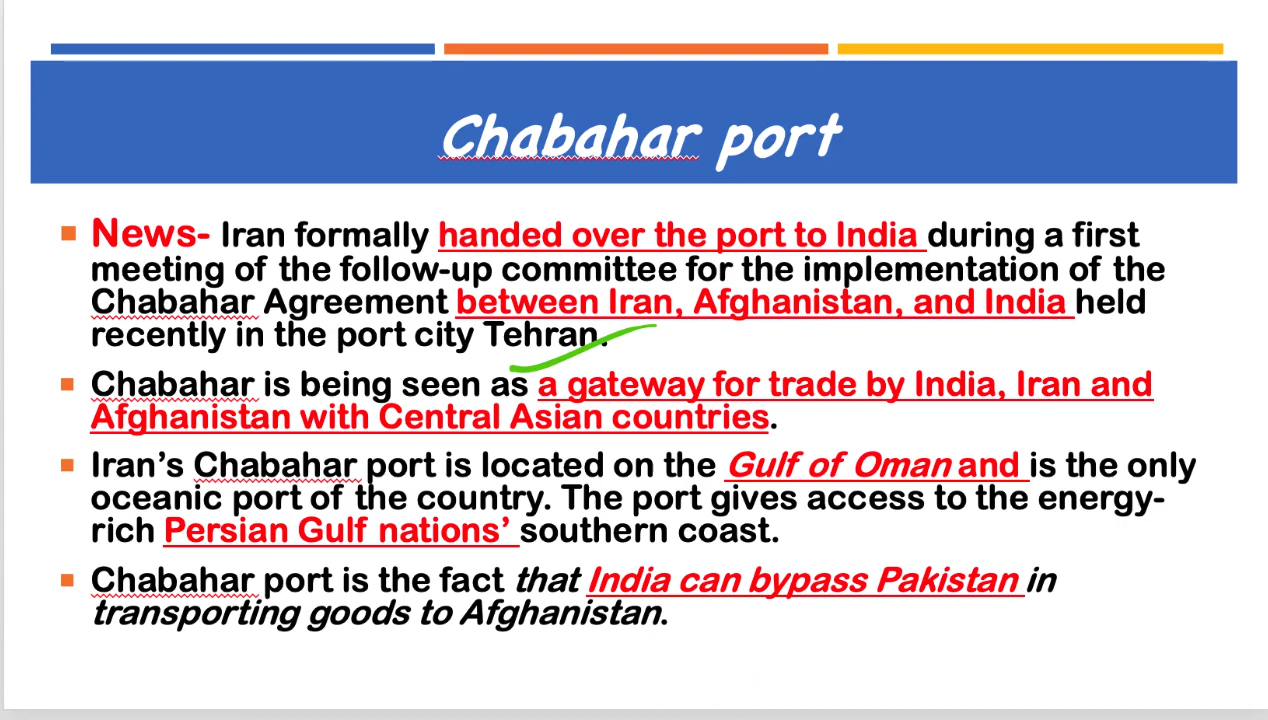 Chabahar port
News- Iran formally handed over the port to India during a first
meeting of the follow-up committee for the implementation of the
Chabahar Agreement between Iran, Afghanistan, and India held
recently in the port city Tehran.
Chabahar is being seen as a gateway for trade by India, Iran and
Afghanistan with Central Asian countries.
Iran’s Chabahar port is located on the Gulf of Oman and is the only
oceanic port of the country. The port gives access to the energy-
rich Persian Gulf nations’ southern coast.
Chabahar port is the fact that India can bypass Pakistan in
transporting goods to Afghanistan.